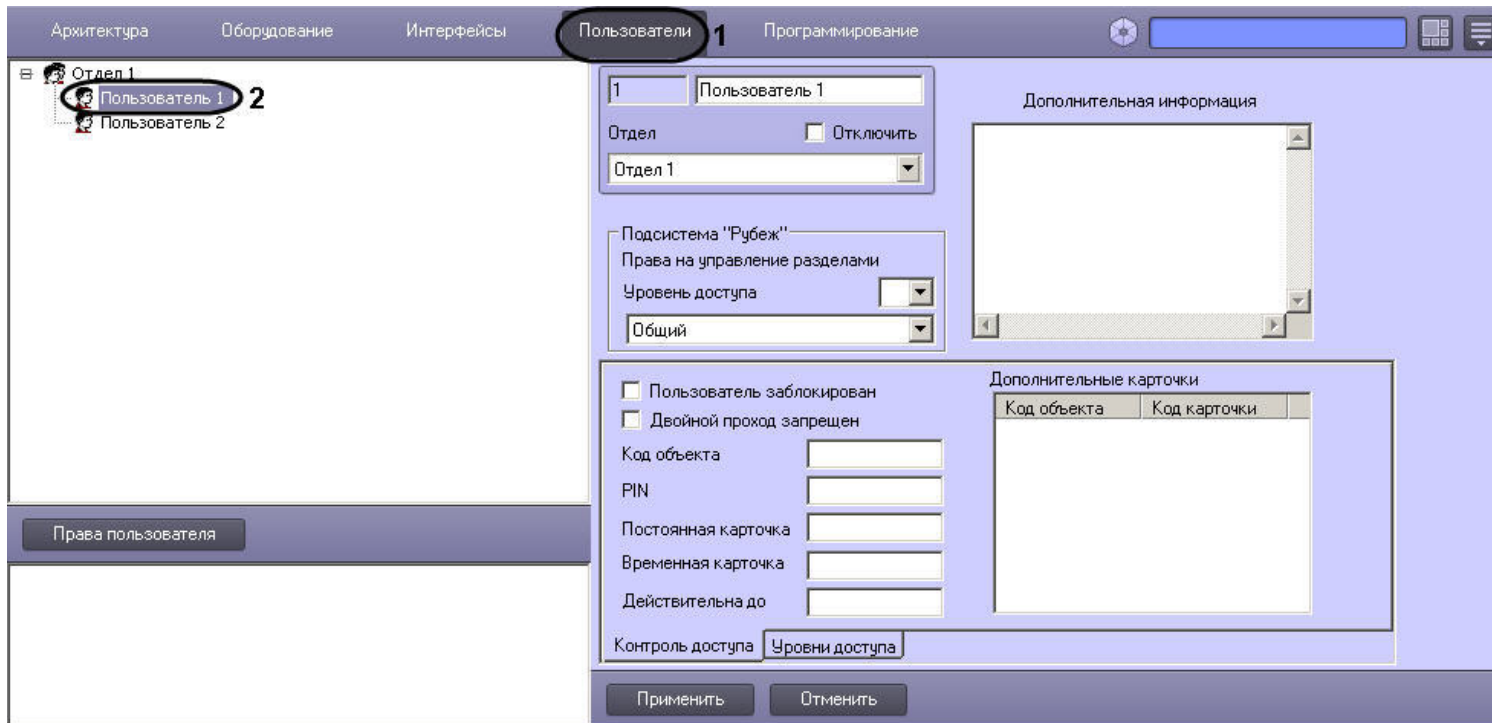 Архитектура Оборудование Интерфейсы Пользователи 1 Программирование
Отдел 1
Пользователь 1 2
Пользователь 2
Права пользователя
1 Пользователь 1
Отдел Отключить
Отдел 1
Подсистема "Рубеж"
Права на управление разделами
Уровень доступа
Общий
Дополнительная информация
Пользователь заблокирован
Двойной проход запрещен
Код объекта
PIN
Постоянная карточка
Временная карточка
Действительна до
Дополнительные карточки
Код объекта Код карточки
Контроль доступа Уровни доступа
Применить Отменить